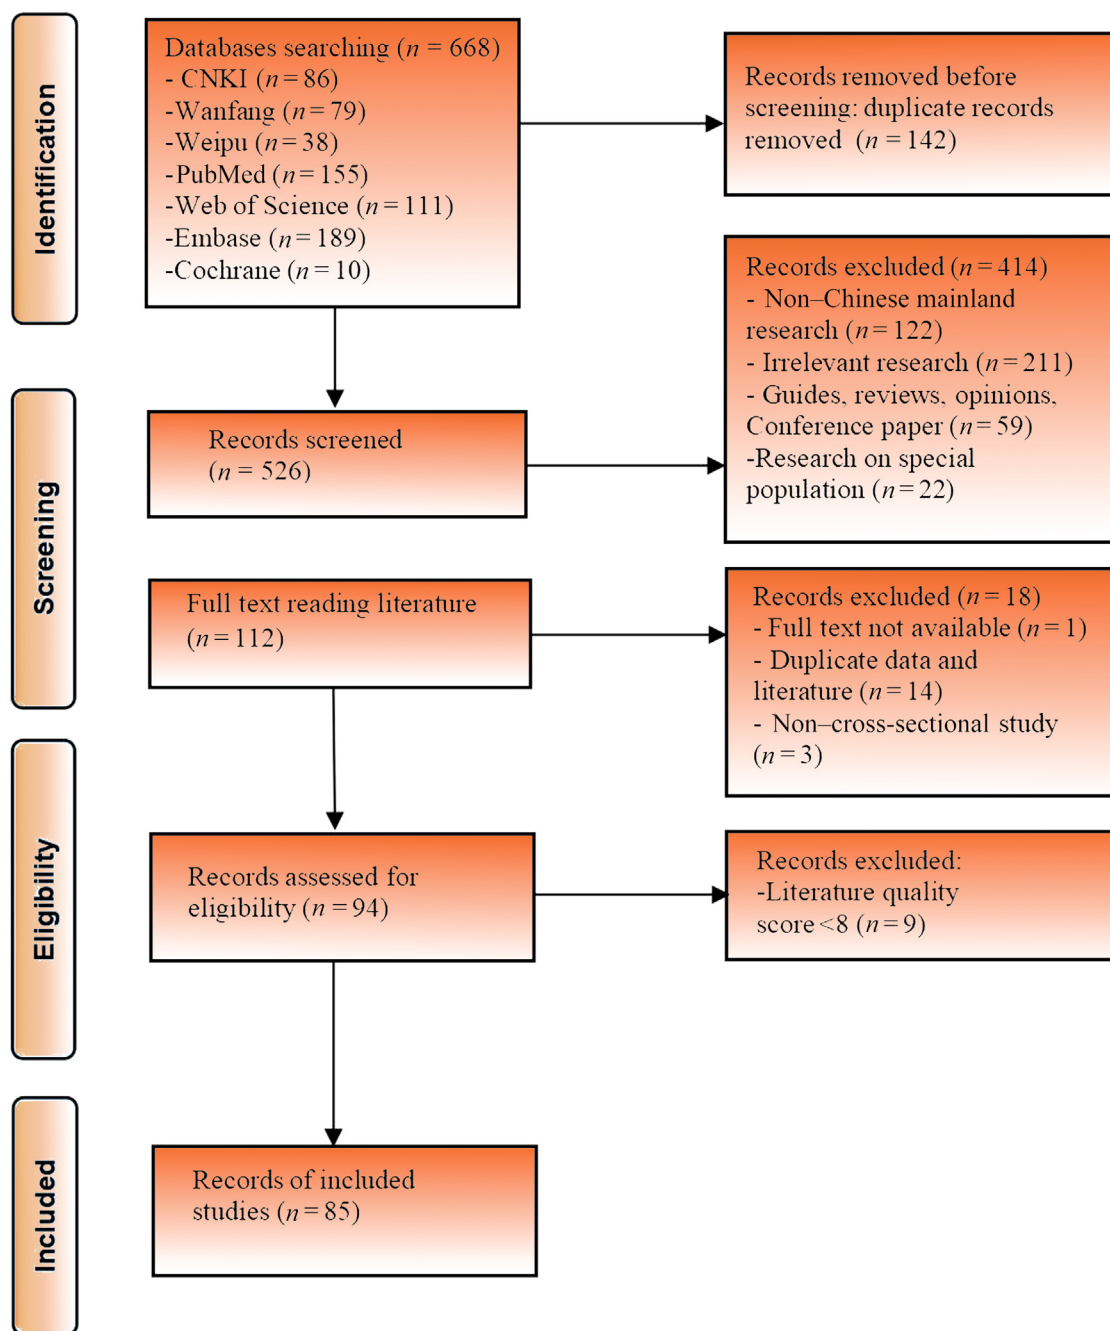 Identification
Databases searching (n = 668)
- CNKI (n = 86)
-Wanfang (n = 79)
-Weipu (n = 38)
-PubMed (n = 155)
-Web of Science (n = 111)
-Embase (n = 189)
-Cochrane (n = 10)
Records removed before
screening: duplicate records
removed (n = 142)
Screening
Records screened
(n = 526)
Records excluded (n = 414)
- Non–Chinese mainland
research (n = 122)
- Irrelevant research (n = 211)
- Guides, reviews, opinions,
Conference paper (n = 59)
-Research on special
population (n = 22)
Full text reading literature
(n = 112)
Records excluded (n = 18)
- Full text not available (n = 1)
- Duplicate data and
literature (n = 14)
- Non–cross-sectional study
(n = 3)
Eligibility
Records assessed for
eligibility (n = 94)
Records excluded:
-Literature quality
score <8 (n = 9)
Included
Records of included
studies (n = 85)